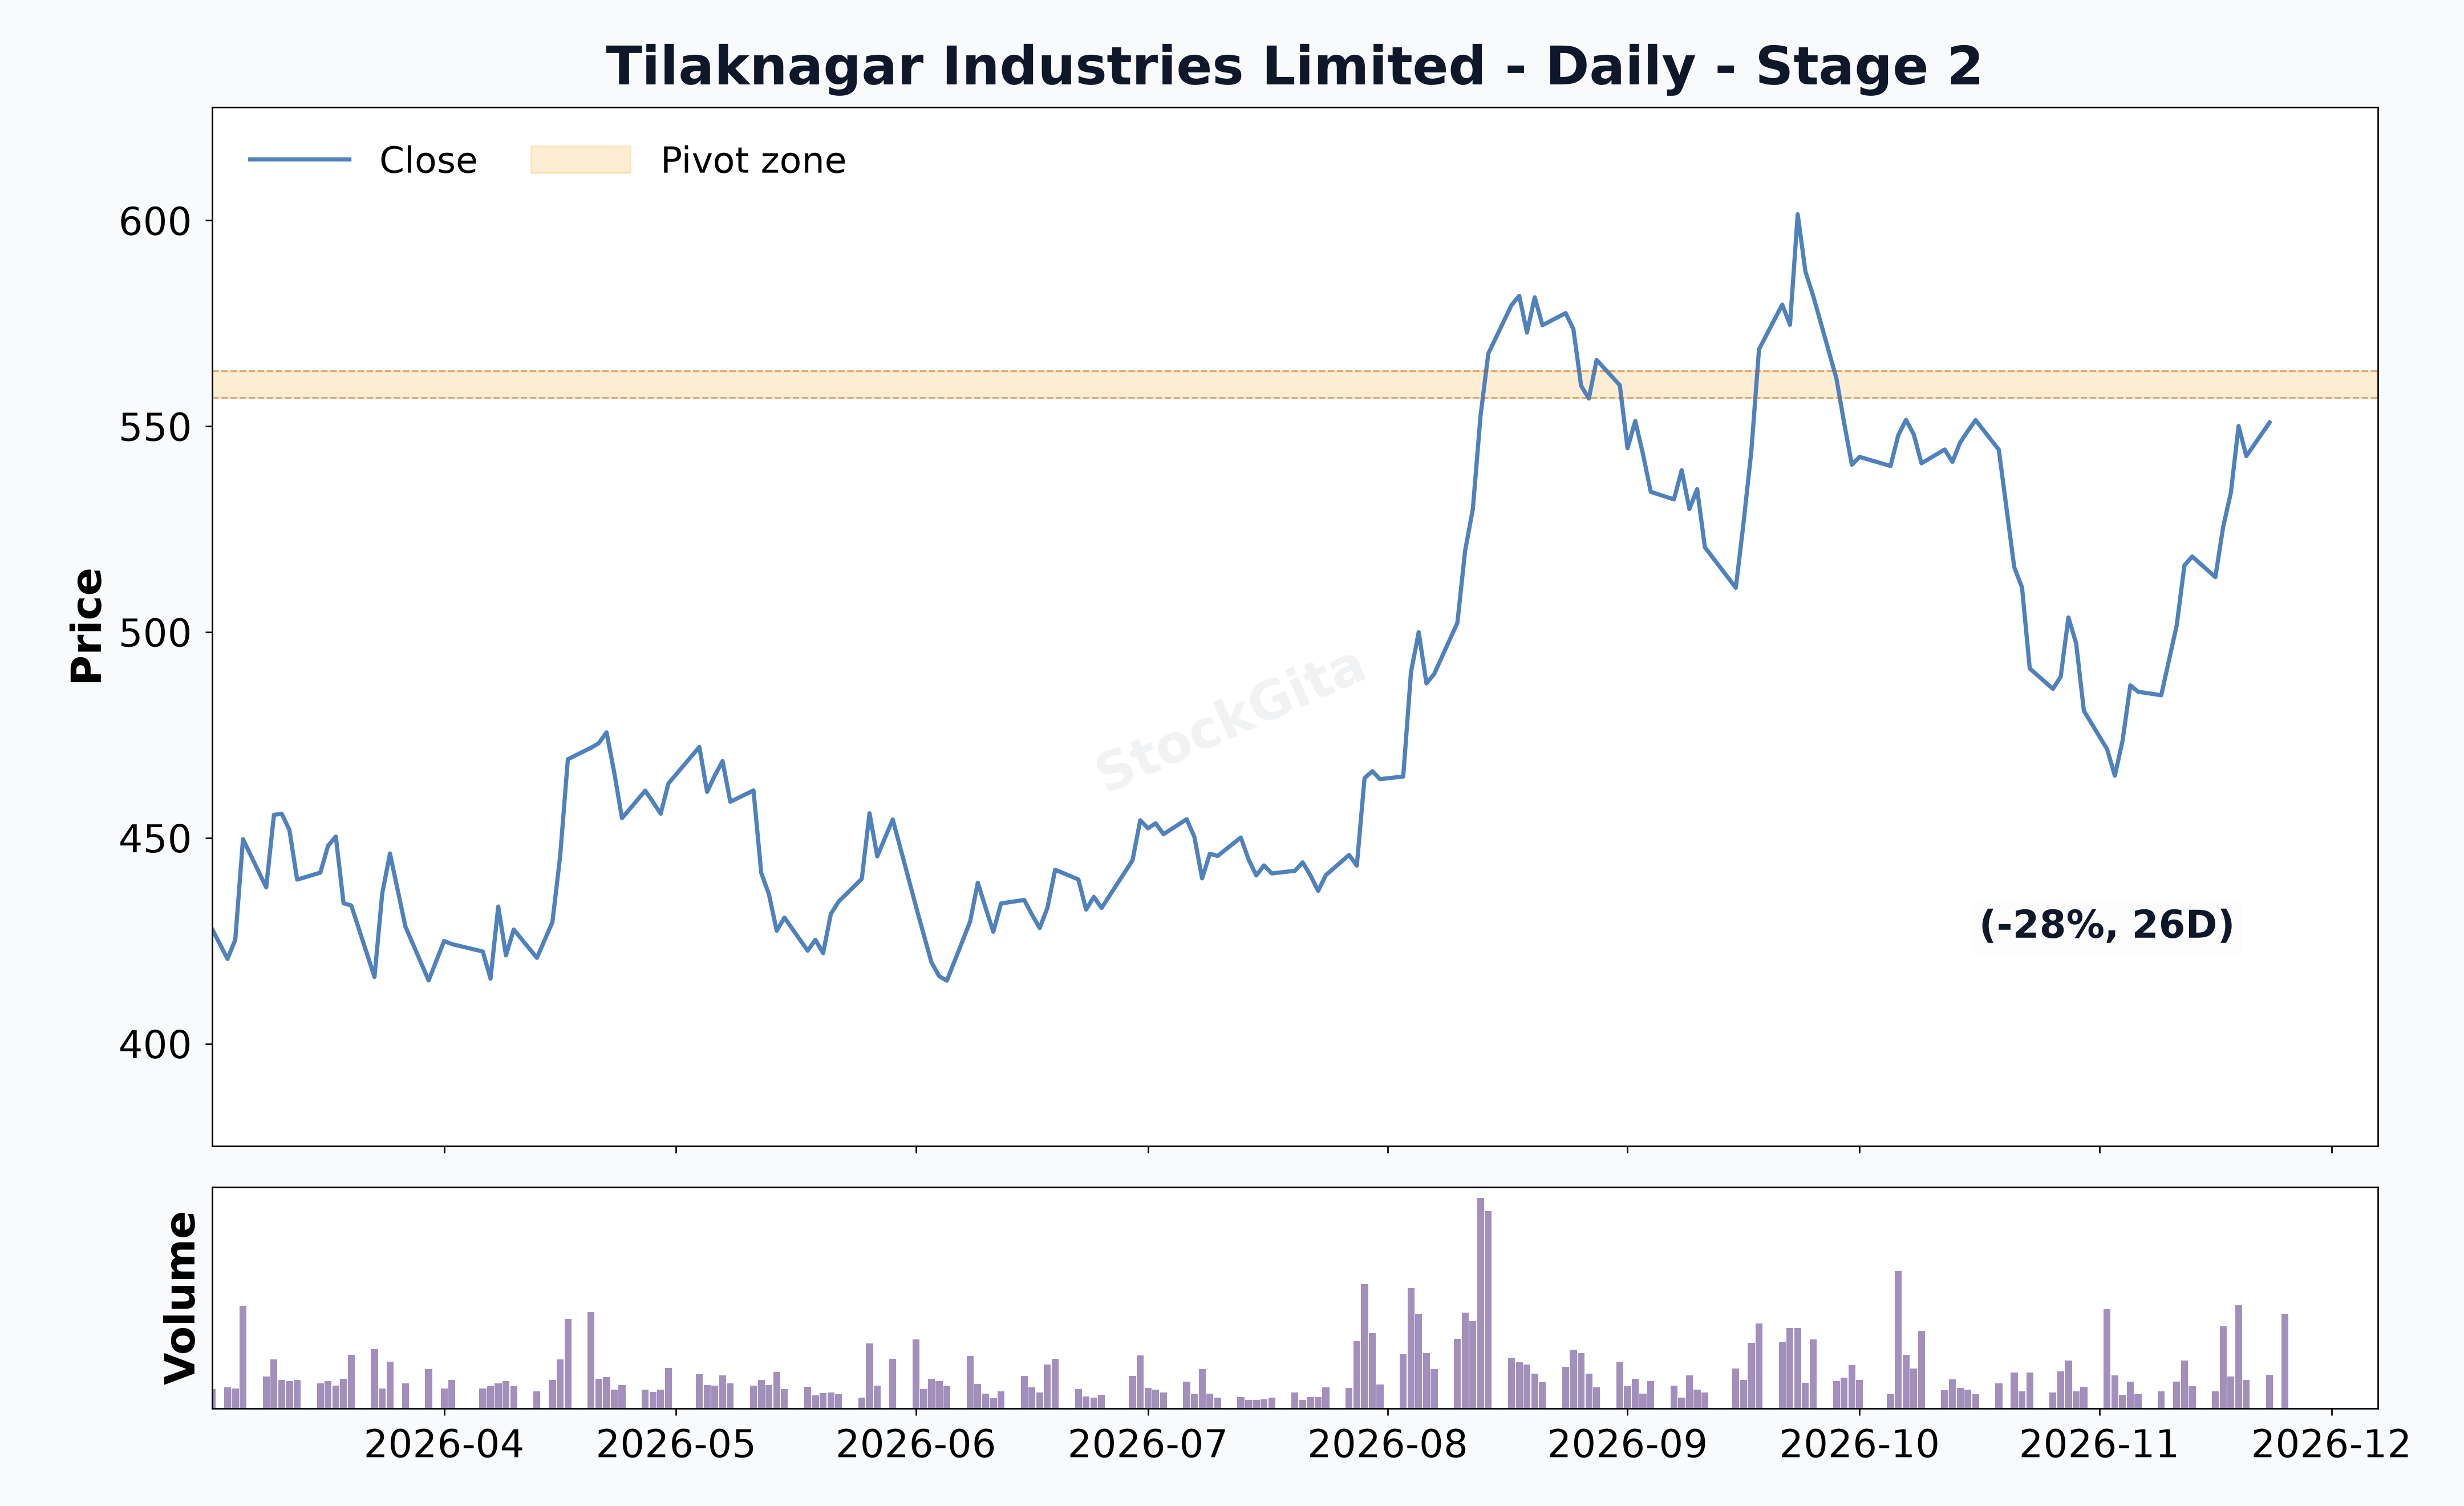 Tilaknagar Industries Limited - Daily - Stage 2
Close
Pivot zone
600
550
500
450
400
Price
StockGita
(-28%, 26D)
Volume
2026-04
2026-05
2026-06
2026-07
2026-08
2026-09
2026-10
2026-11
2026-12